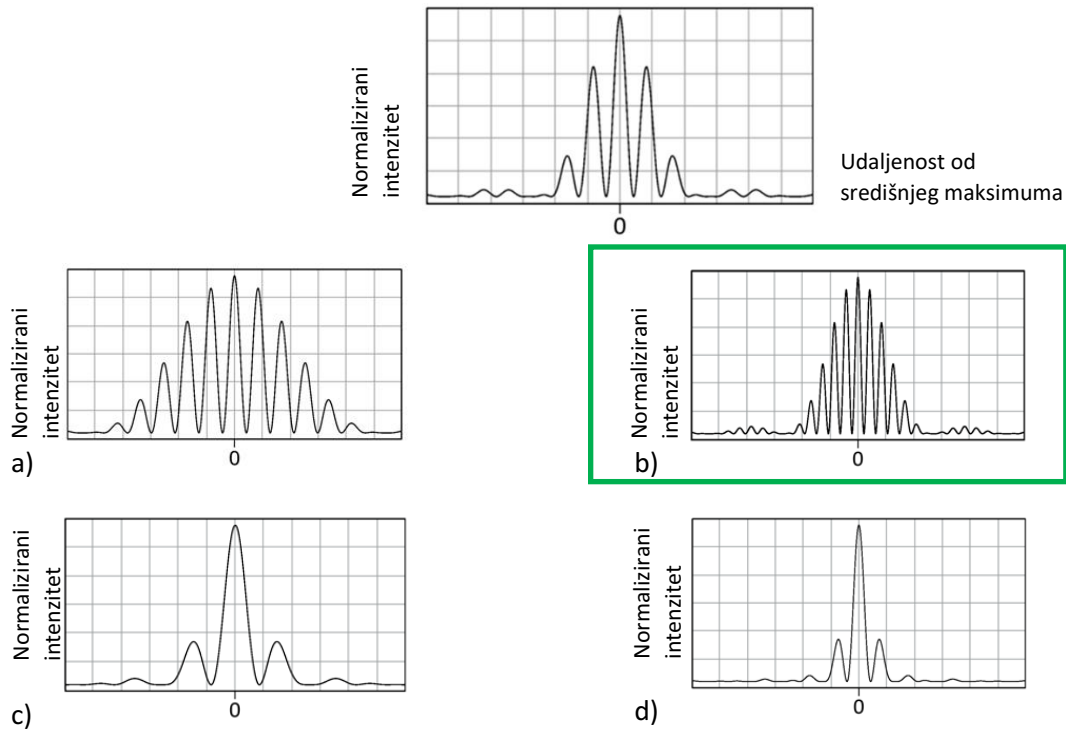 Normalizirani
intenzitet
Udaljenost od
središnjeg maksimuma
0
Normalizirani
intenzitet
0
a)
Normalizirani
intenzitet
0
b)
Normalizirani
intenzitet
0
c)
Normalizirani
intenzitet
0
d)